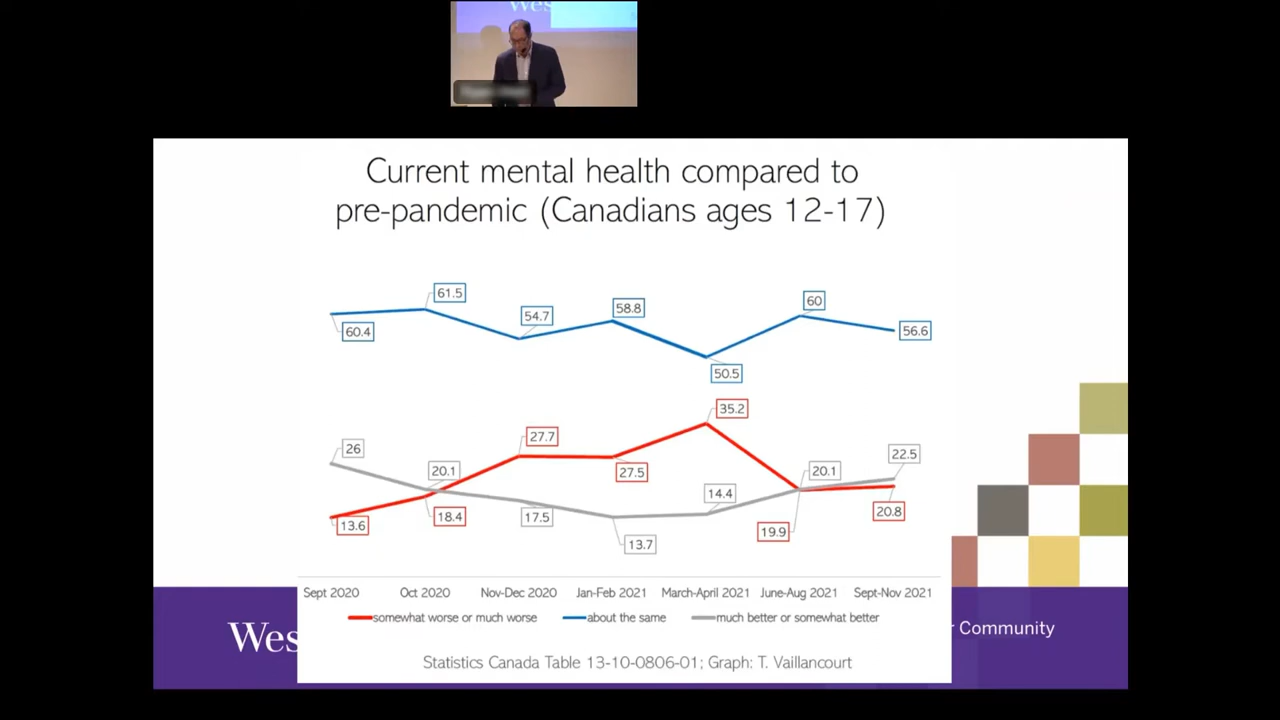 Wes
Current mental health compared to
pre-pandemic (Canadians ages 12-17)
61.5
60
58.8
54.7
60.4
56.6
50.5
35.2
27.7
26
22.5
20.1
20.1
27.5
14.4
18.4
17.5
20.8
13.6
19.9
13.7
Sept 2020 Oct 2020 Nov-Dec 2020 Jan-Feb 2021 March-April 2021 June-Aug 2021 Sept-Nov 2021
somewhat worse or much worse about the same much better or somewhat better
Wes
Community
Statistics Canada Table 13-10-0806-01; Graph: T. Vaillancourt